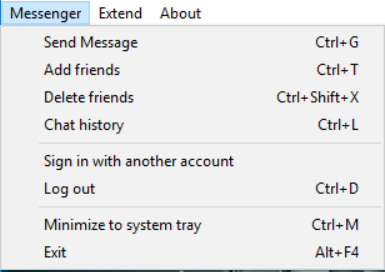 Messenger Extend About
Send Message Ctrl+G
Add friends Ctrl+T
Delete friends Ctrl+Shift+X
Chat history Ctrl+L
Sign in with another account
Log out Ctrl+D
Minimize to system tray Ctrl+M
Exit Alt+F4